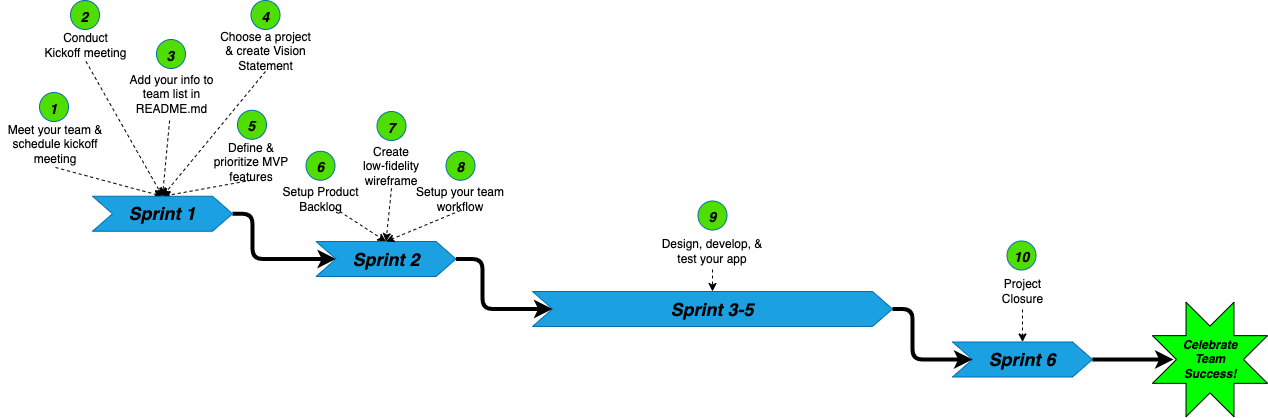 1
Meet your team &
schedule kickoff
meeting
2
Conduct
Kickoff meeting
3
Add your info to
team list in
README.md
4
Choose a project
& create Vision
Statement
5
Define &
prioritize MVP
features
Sprint 1
6
Setup Product
Backlog
7
Create
low-fidelity
wireframe
8
Setup your team
workflow
Sprint 2
9
Design, develop, &
test your app
Sprint 3-5
10
Project
Closure
Sprint 6
Celebrate
Team
Success!